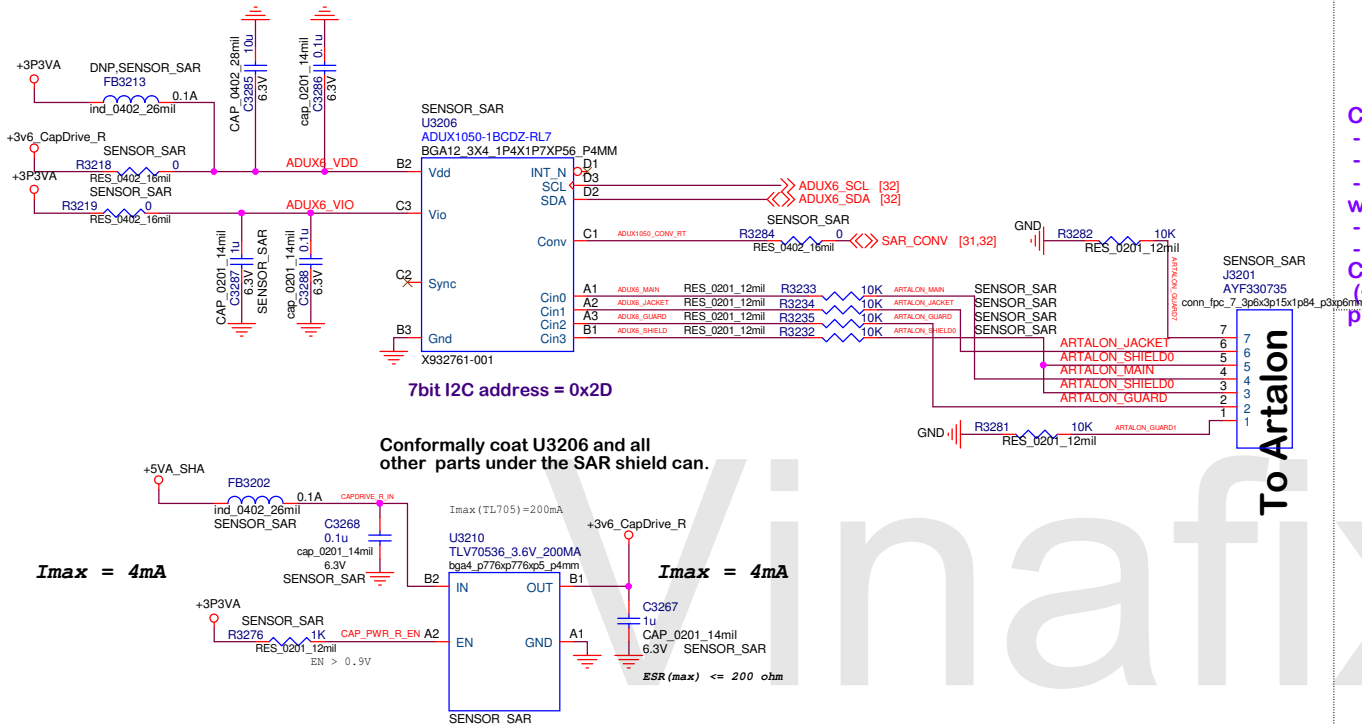 +3P3VA
DNP,SENSOR_SAR
FB3213
0.1A
ind_0402_26mil
CAP_0402_28mil
C3285
10u
6.3V
cap_0201_14mil
C3286
0.1u
6.3V
+3v6_CapDrive_R
SENSOR_SAR
R3218
0
RES_0402_16mil
ADUX6_VDD
+3P3VA
SENSOR_SAR
R3219
0
RES_0402_16mil
ADUX6_VIO
CAP_0201_14mil
C3287
1u
6.3V
SENSOR_SAR
cap_0201_14mil
C3288
0.1u
6.3V
SENSOR_SAR
U3206
ADUX1050-1BCDZ-RL7
BGA12_3X4_1P4X1P7XP56_P4MM
B2
Vdd
C3
Vio
C2
Sync
B3
Gnd
INT_N
D1
SCL
D3
SDA
D2
Conv
C1
Cin0
A1
Cin1
A2
Cin2
A3
Cin3
B1
X932761-001
ADUX6_SCL [32]
ADUX6_SDA [32]
ADUX1050_CONV_RT
SENSOR_SAR
R3284
0
RES_0402_16mil
SAR_CONV [31,32]
ADUX6_MAIN RES_0201_12mil R3233 10K ARTALON_MAIN SENSOR_SAR
ADUX6_JACKET RES_0201_12mil R3234 10K ARTALON_JACKET SENSOR_SAR
ADUX6_GUARD RES_0201_12mil R3235 10K ARTALON_GUARD SENSOR_SAR
ADUX6_SHIELD RES_0201_12mil R3232 10K ARTALON_SHIELD0 SENSOR_SAR
GND
R3282
10K
RES_0201_12mil
ARTALON_GUARD7
SENSOR_SAR
J3201
AYF330735
conn_fpc_7_3p6x3p15x1p84_p3xp6mm
7 7
ARTALON_JACKET 6 6
ARTALON_SHIELD0 5 5
ARTALON_MAIN 4 4
ARTALON_SHIELD0 3 3
ARTALON_GUARD 2 2
1 1
GND
R3281
10K
RES_0201_12mil
ARTALON_GUARD1
To Artalon
7bit I2C address = 0x2D
Conformally coat U3206 and all
other parts under the SAR shield can.
+5VA_SHA
FB3202
0.1A
ind_0402_26mil
SENSOR_SAR
CAPDRIVE_R_IN
C3268
0.1u
cap_0201_14mil
6.3V
SENSOR_SAR
Imax = 4mA
+3P3VA
SENSOR_SAR
R3276
1K
RES_0201_12mil
CAP_PWR_R_EN
EN > 0.9V
Imax(TL705)=200mA
U3210
TLV70536_3.6V_200MA
bga4_p776xp776xp5_p4mm
B2
IN
A2
EN
OUT
B1
GND
A1
SENSOR_SAR
+3v6_CapDrive_R
Imax = 4mA
C3267
1u
CAP_0201_14mil
6.3V SENSOR_SAR
ESR(max) <= 200 ohm
C
-
-
-
w
-
-
C
(
p
Vinafix